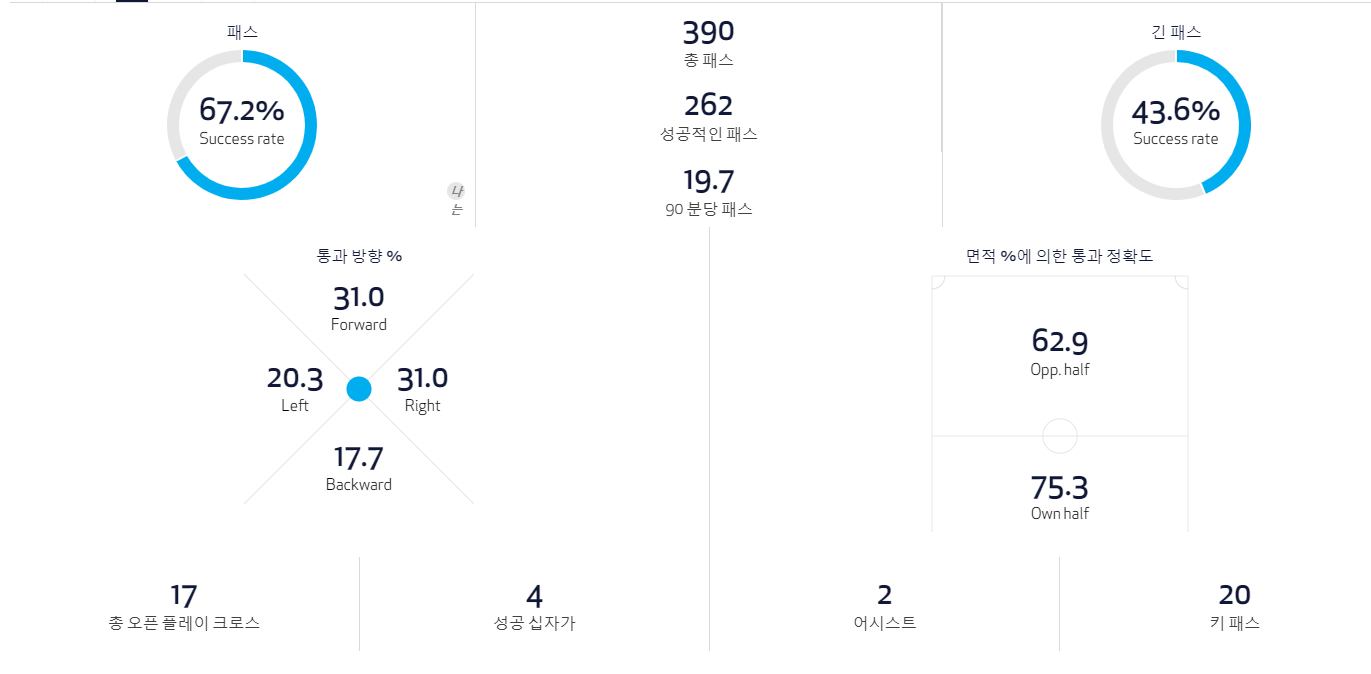 패스
67.2%
Success rate
나
는
390
총 패스
262
성공적인 패스
19.7
90 분당 패스
긴 패스
43.6%
Success rate
통과 방향 %
31.0
Forward
20.3
Left
31.0
Right
17.7
Backward
면적 %에 의한 통과 정확도
62.9
Opp. half
75.3
Own half
17
총 오픈 플레이 크로스
4
성공 십자가
2
어시스트
20
키 패스